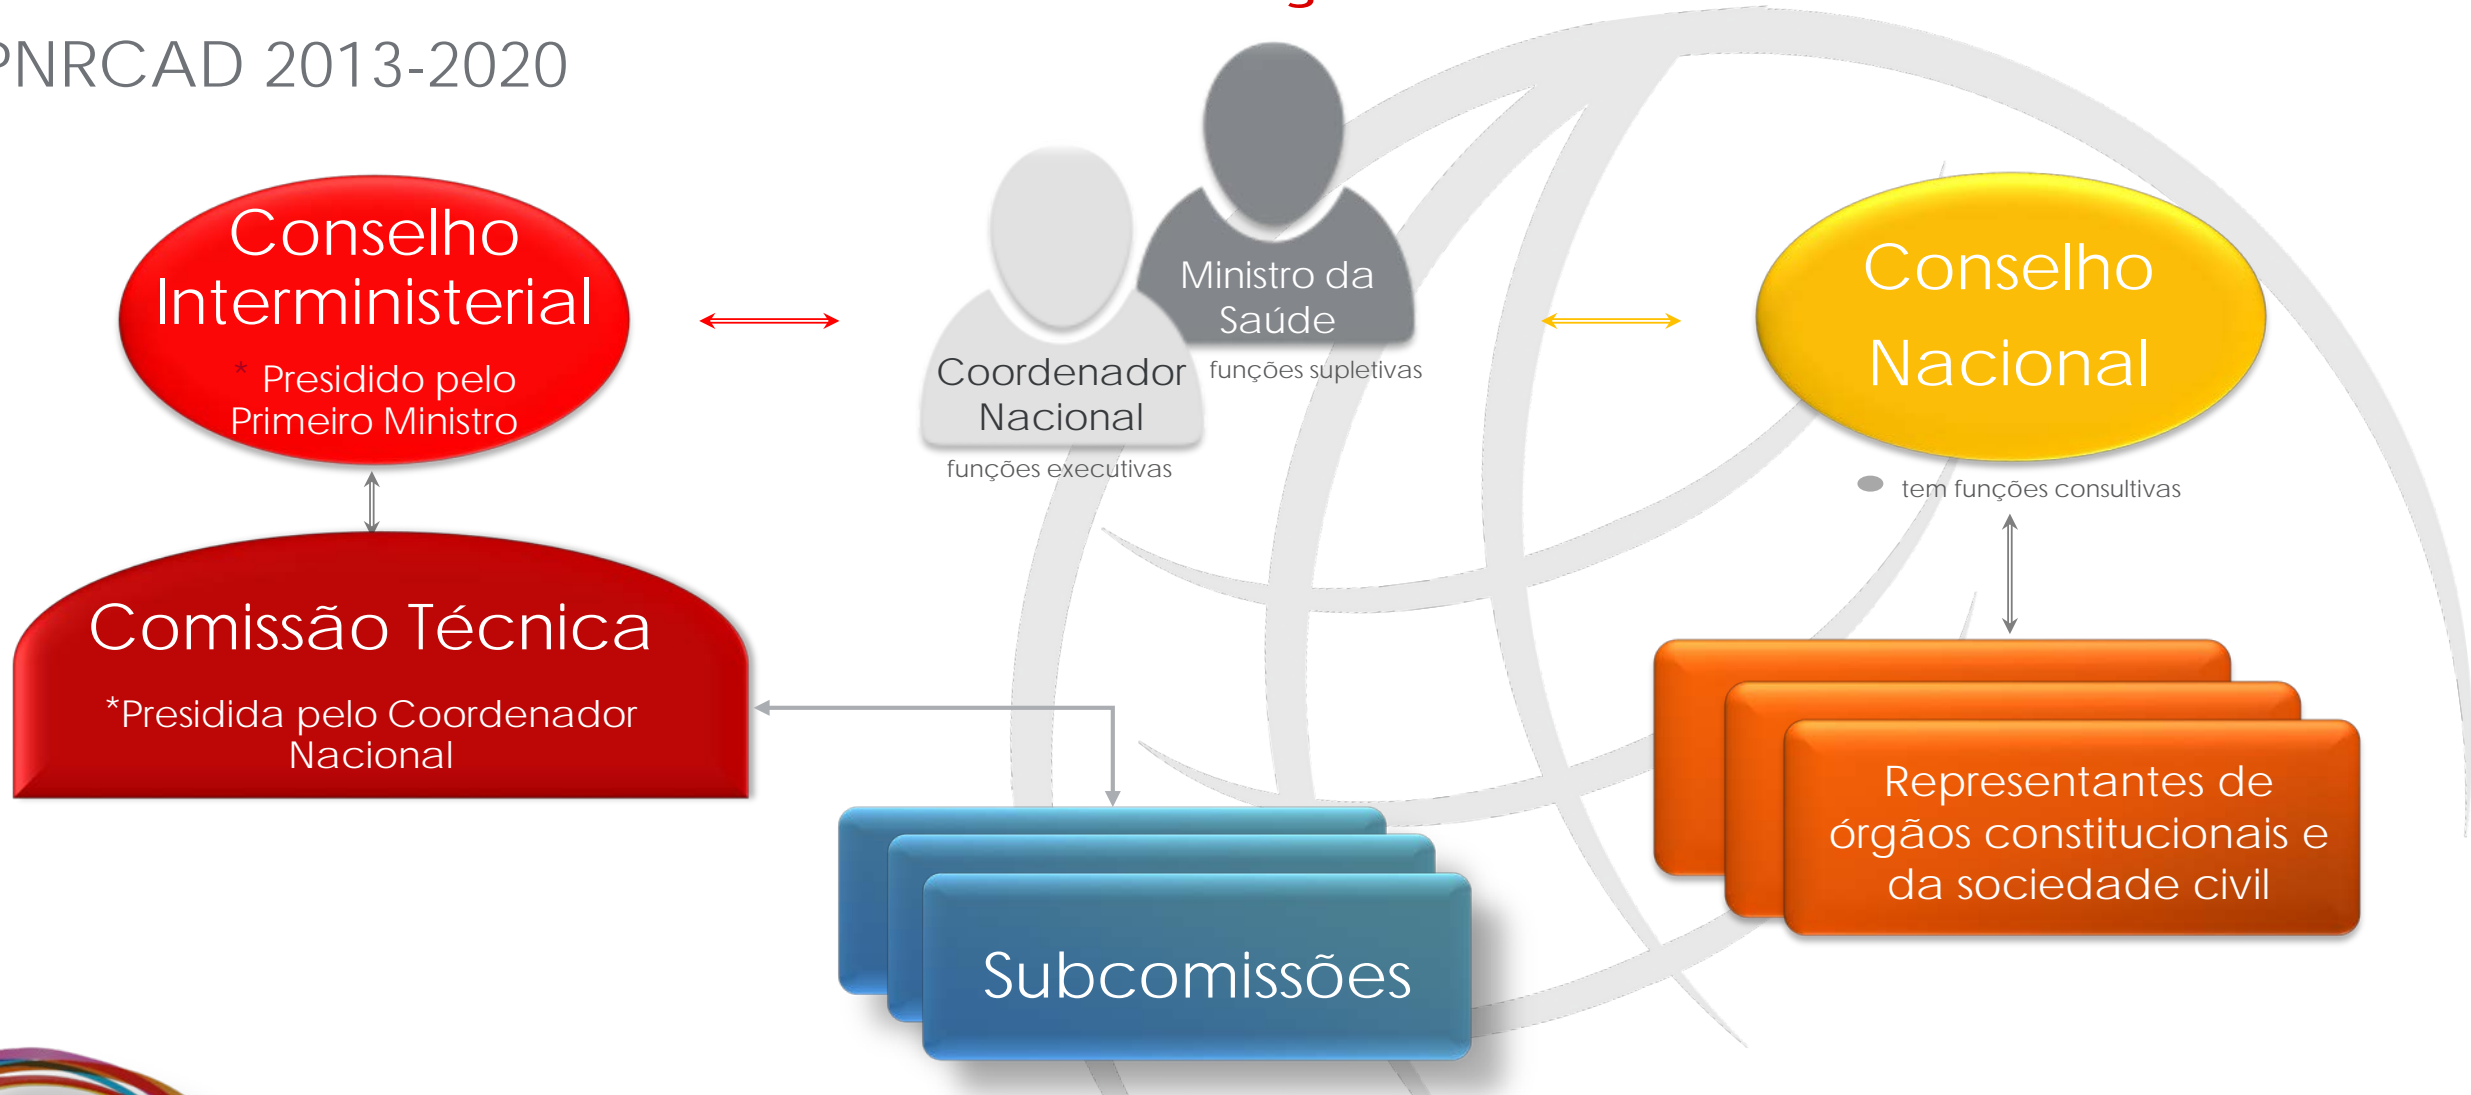 PNRCAD 2013-2020
Conselho
Interministerial
* Presidido pelo
Primeiro Ministro
Ministro da
Saúde
funções supletivas
Coordenador
Nacional
funções executivas
Conselho
Nacional
tem funções consultivas
Comissão Técnica
*Presidida pelo Coordenador
Nacional
Subcomissões
Representantes de
órgãos constitucionais e
da sociedade civil